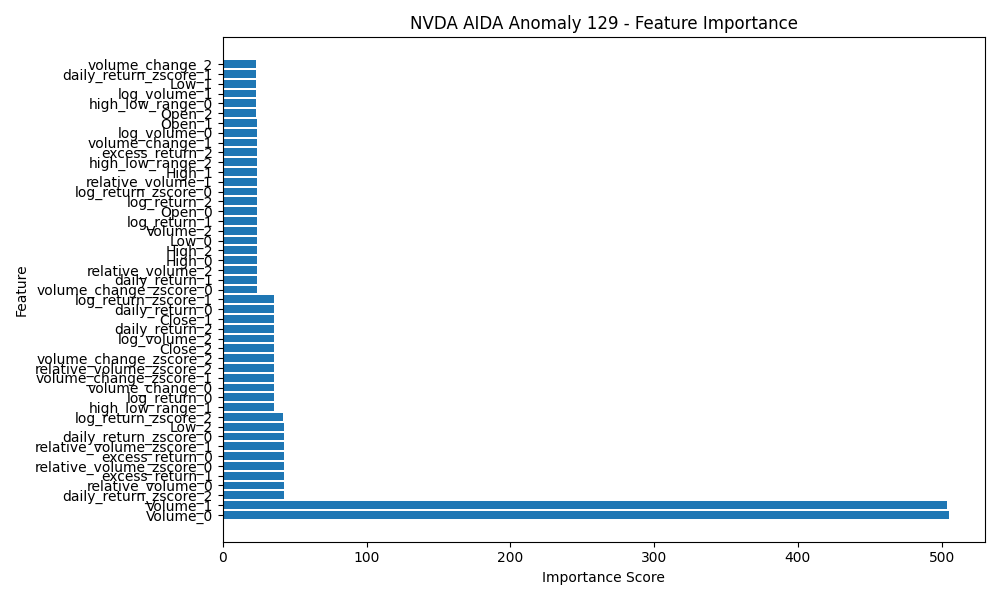 NVDA AIDA Anomaly 129 - Feature Importance
volume_change_2
daily_return_zscore_1
Low_1
log_volume_1
high_low_range_0
Open_2
Open_1
log_volume_0
volume_change_1
excess_return_2
high_low_range_2
High_1
relative_volume_1
log_return_zscore_0
log_return_2
Open_0
log_return_1
Volume_2
Low_0
High_2
High_0
relative_volume_2
daily_return_1
volume_change_zscore_0
log_return_zscore_1
daily_return_0
Close_1
daily_return_2
log_volume_2
Close_2
volume_change_zscore_2
relative_volume_zscore_2
volume_change_zscore_1
volume_change_0
log_return_0
high_low_range_1
log_return_zscore_2
Low_2
daily_return_zscore_0
relative_volume_zscore_1
excess_return_0
relative_volume_zscore_0
excess_return_1
relative_volume_0
daily_return_zscore_2
Volume_1
Volume_0
Feature
0 100 200 300 400 500
Importance Score